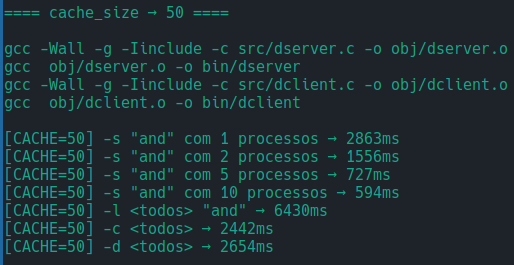 ==== cache_size → 50 ====
gcc -Wall -g -Iinclude -c src/dserver.c -o obj/dserver.o
gcc  obj/dserver.o -o bin/dserver
gcc -Wall -g -Iinclude -c src/dclient.c -o obj/dclient.o
gcc  obj/dclient.o -o bin/dclient
[CACHE=50] -s "and" com 1 processos → 2863ms
[CACHE=50] -s "and" com 2 processos → 1556ms
[CACHE=50] -s "and" com 5 processos → 727ms
[CACHE=50] -s "and" com 10 processos → 594ms
[CACHE=50] -l <todos> "and" → 6430ms
[CACHE=50] -c <todos> → 2442ms
[CACHE=50] -d <todos> → 2654ms